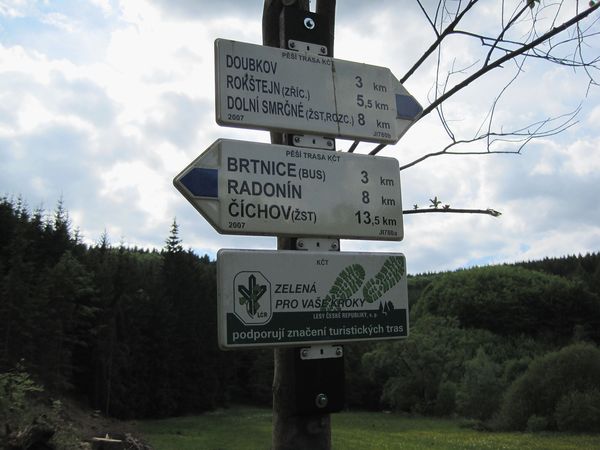 PĚŠÍ TRASA KČT
DOUBKOV 3 km
ROKŠTEJN (ZŘÍC.) 5,5 km
DOLNÍ SMRČNÉ (ŽST,ROZC.) 8 km
2007 JI780b
PĚŠÍ TRASA KČT
BRTNICE (BUS) 3 km
RADONÍN 8 km
ČÍCHOV (ŽST) 13,5 km
2007 JI780a
KČT
ZELENÁ
PRO VAŠE KROKY
LČR
LESY ČESKÉ REPUBLIKY, s. p.
podporují značení turistických tras